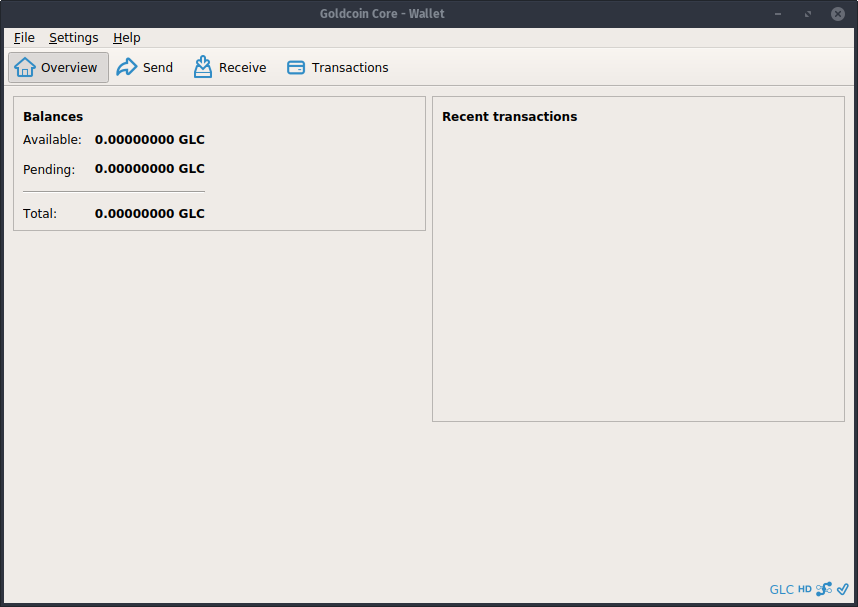 Goldcoin Core - Wallet
File Settings Help
Overview Send Receive Transactions
Balances
Available: 0.00000000 GLC
Pending: 0.00000000 GLC
Total: 0.00000000 GLC
Recent transactions
GLC HD